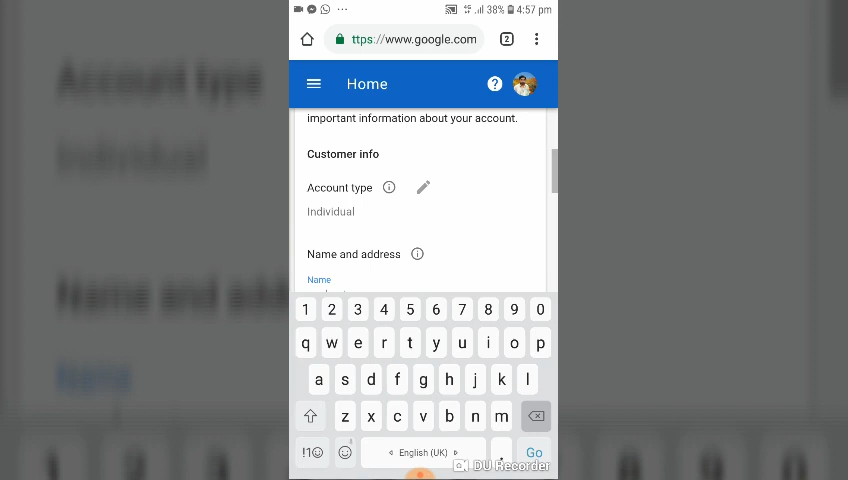 38% 4:57 pm
ttps://www.google.com 2
Home
important information about your account.
Customer info
Account type
Individual
Name and address
Name
1 2 3 4 5 6 7 8 9 0
q w e r t y u i o p
a s d f g h j k l
z x c v b n m
!1☺ English (UK) . Go
DU Recorder
Account type
Individual
Name and add
Name